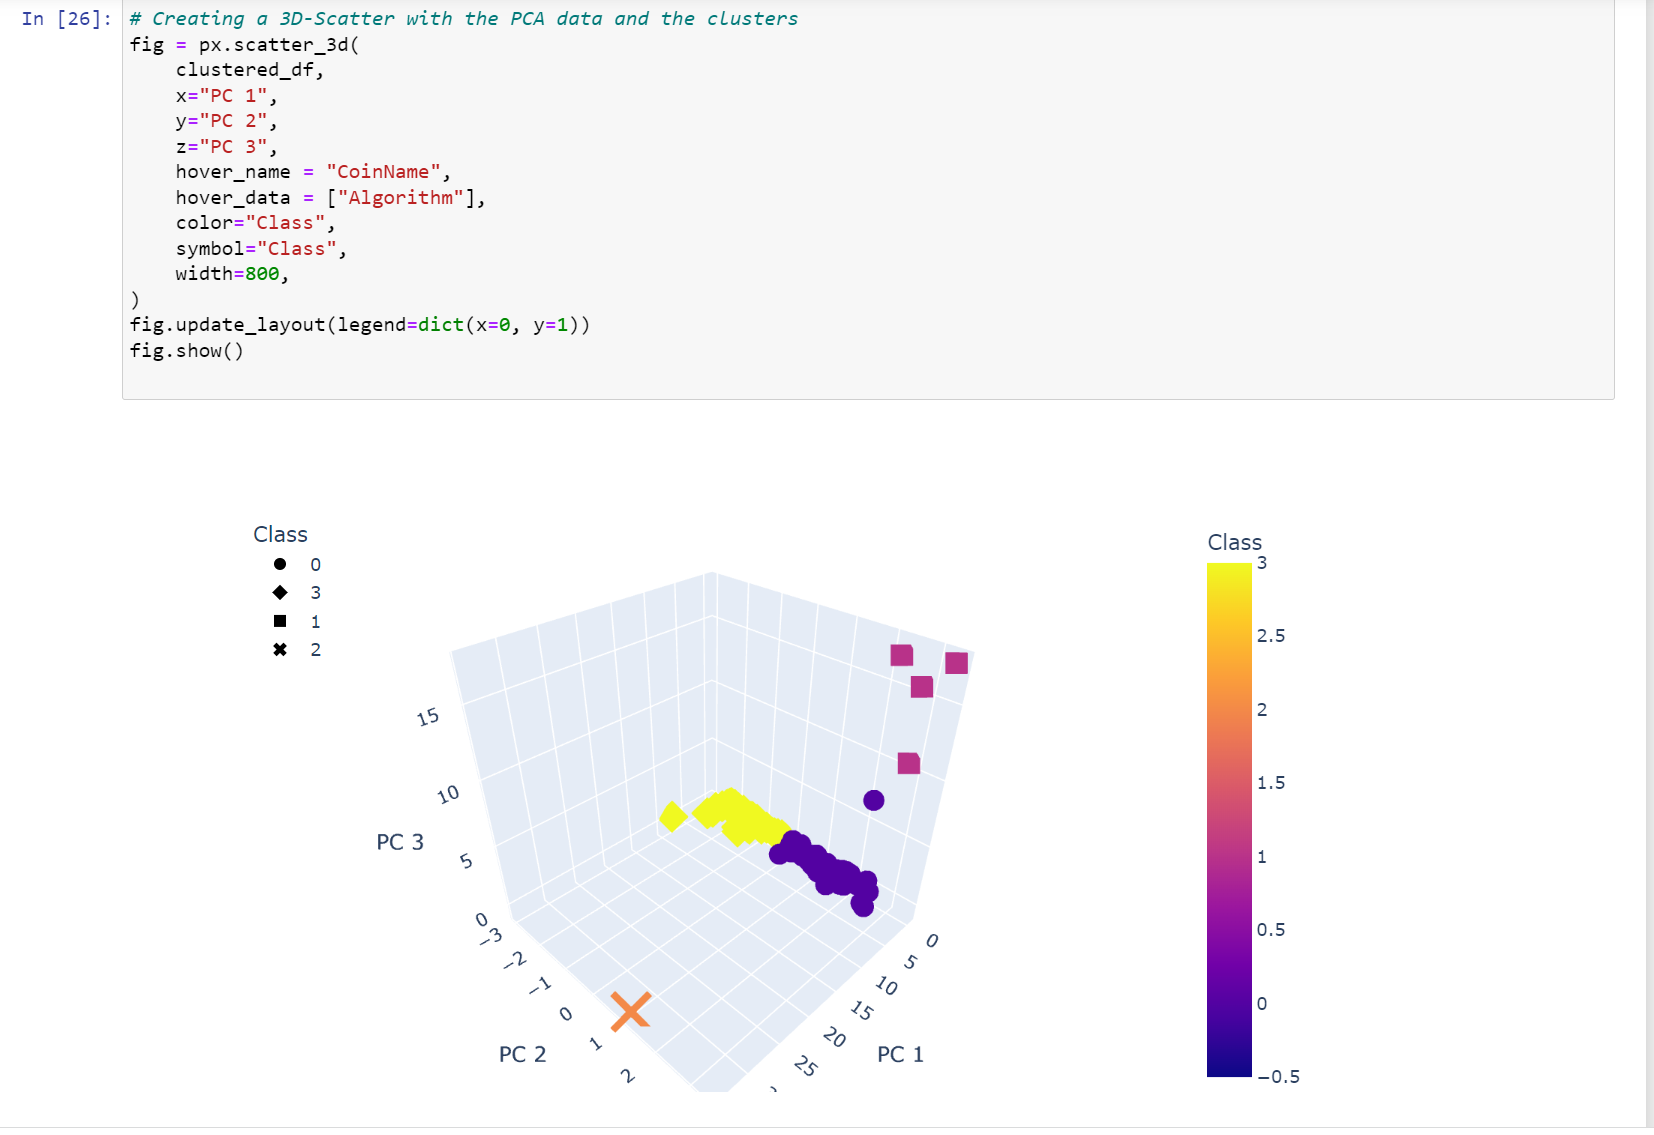 In [26]:
# Creating a 3D-Scatter with the PCA data and the clusters
fig = px.scatter_3d(
    clustered_df,
    x="PC 1",
    y="PC 2",
    z="PC 3",
    hover_name = "CoinName",
    hover_data = ["Algorithm"],
    color="Class",
    symbol="Class",
    width=800,
)
fig.update_layout(legend=dict(x=0, y=1))
fig.show()
Class
0
3
1
2
15
10
5
0
PC 3
−3
−2
−1
0
1
2
PC 2
0
5
10
15
20
25
PC 1
Class
3
2.5
2
1.5
1
0.5
0
−0.5